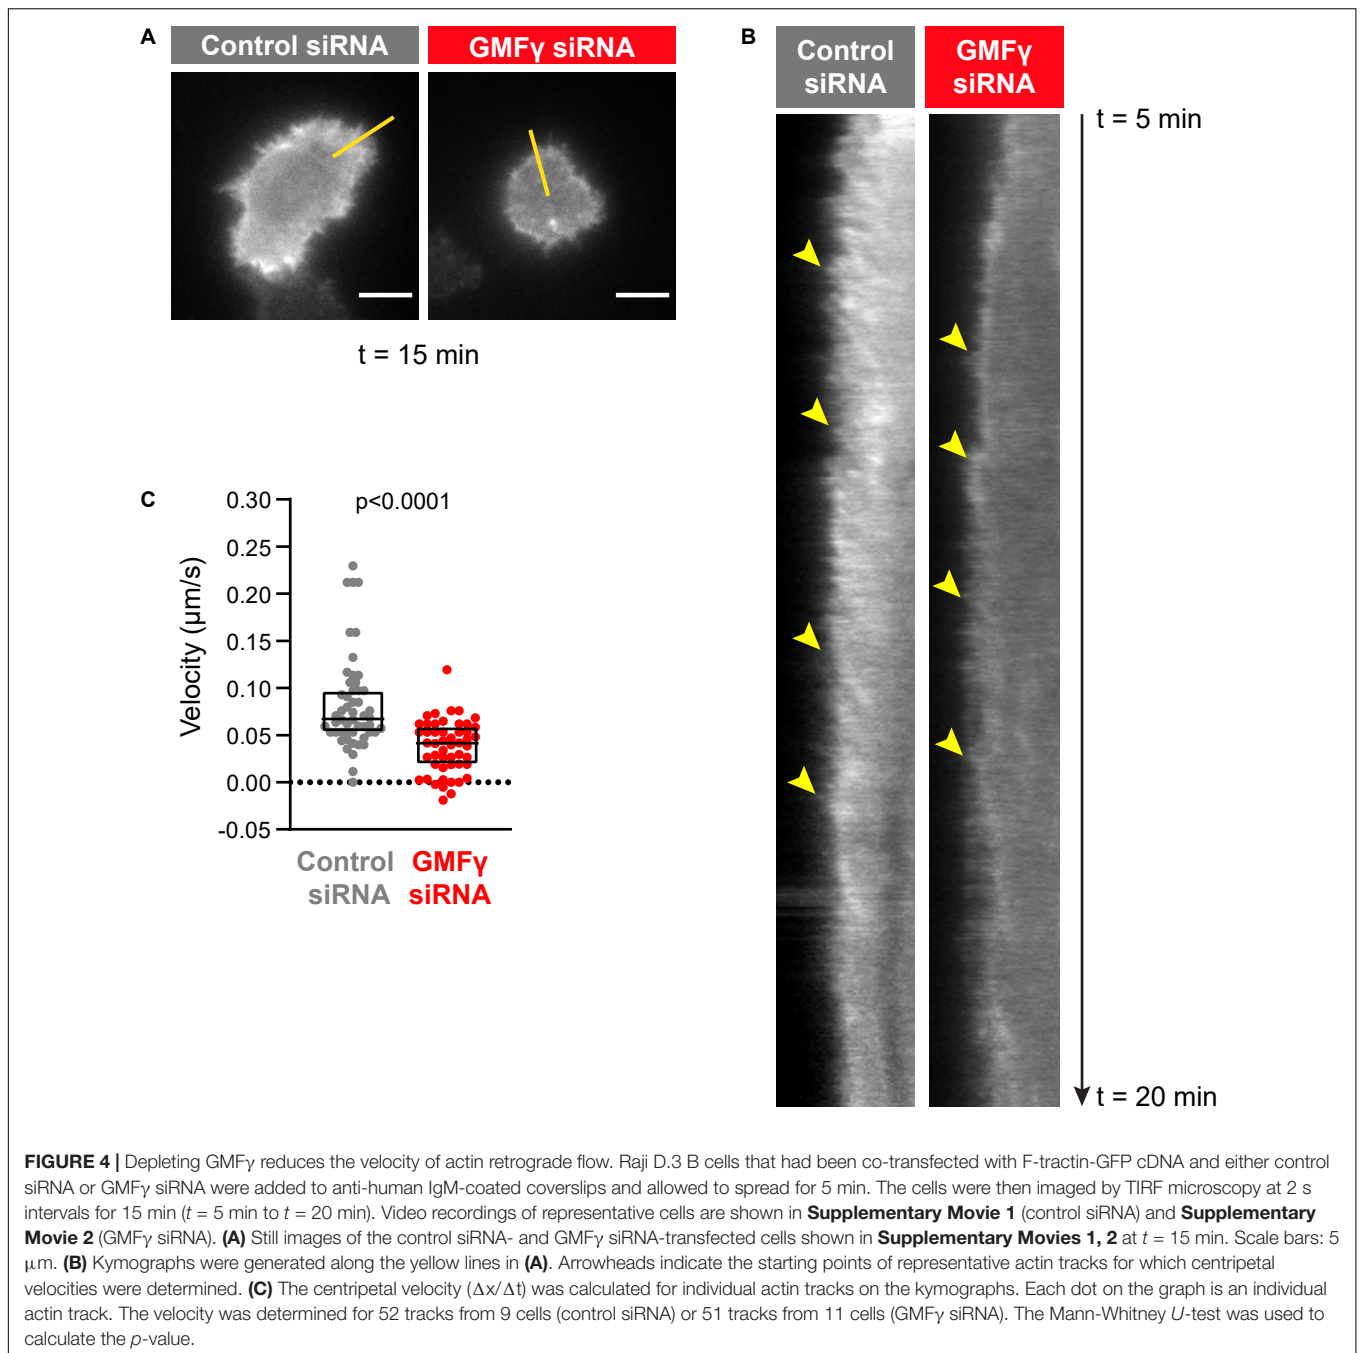 A
Control siRNA
GMFγ siRNA
t = 15 min
B
Control
siRNA
GMFγ
siRNA
t = 5 min
t = 20 min
C
p<0.0001
Velocity (μm/s)
0.30
0.25
0.20
0.15
0.10
0.05
0.00
-0.05
Control
siRNA
GMFγ
siRNA
FIGURE 4 | Depleting GMFγ reduces the velocity of actin retrograde flow. Raji D.3 B cells that had been co-transfected with F-tractin-GFP cDNA and either control
siRNA or GMFγ siRNA were added to anti-human IgM-coated coverslips and allowed to spread for 5 min. The cells were then imaged by TIRF microscopy at 2 s
intervals for 15 min (t = 5 min to t = 20 min). Video recordings of representative cells are shown in Supplementary Movie 1 (control siRNA) and Supplementary
Movie 2 (GMFγ siRNA). (A) Still images of the control siRNA- and GMFγ siRNA-transfected cells shown in Supplementary Movies 1, 2 at t = 15 min. Scale bars: 5
μm. (B) Kymographs were generated along the yellow lines in (A). Arrowheads indicate the starting points of representative actin tracks for which centripetal
velocities were determined. (C) The centripetal velocity (Δx/Δt) was calculated for individual actin tracks on the kymographs. Each dot on the graph is an individual
actin track. The velocity was determined for 52 tracks from 9 cells (control siRNA) or 51 tracks from 11 cells (GMFγ siRNA). The Mann-Whitney U-test was used to
calculate the p-value.